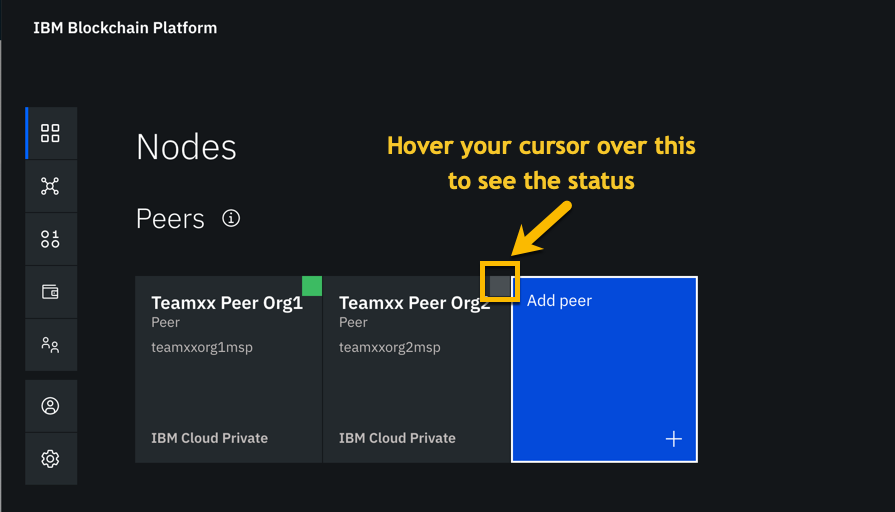 IBM Blockchain Platform
Nodes
Hover your cursor over this
to see the status
Peers
Teamxx Peer Org1
Peer
teamxxorg1msp
IBM Cloud Private
Teamxx Peer Org2
Peer
teamxxorg2msp
IBM Cloud Private
Add peer